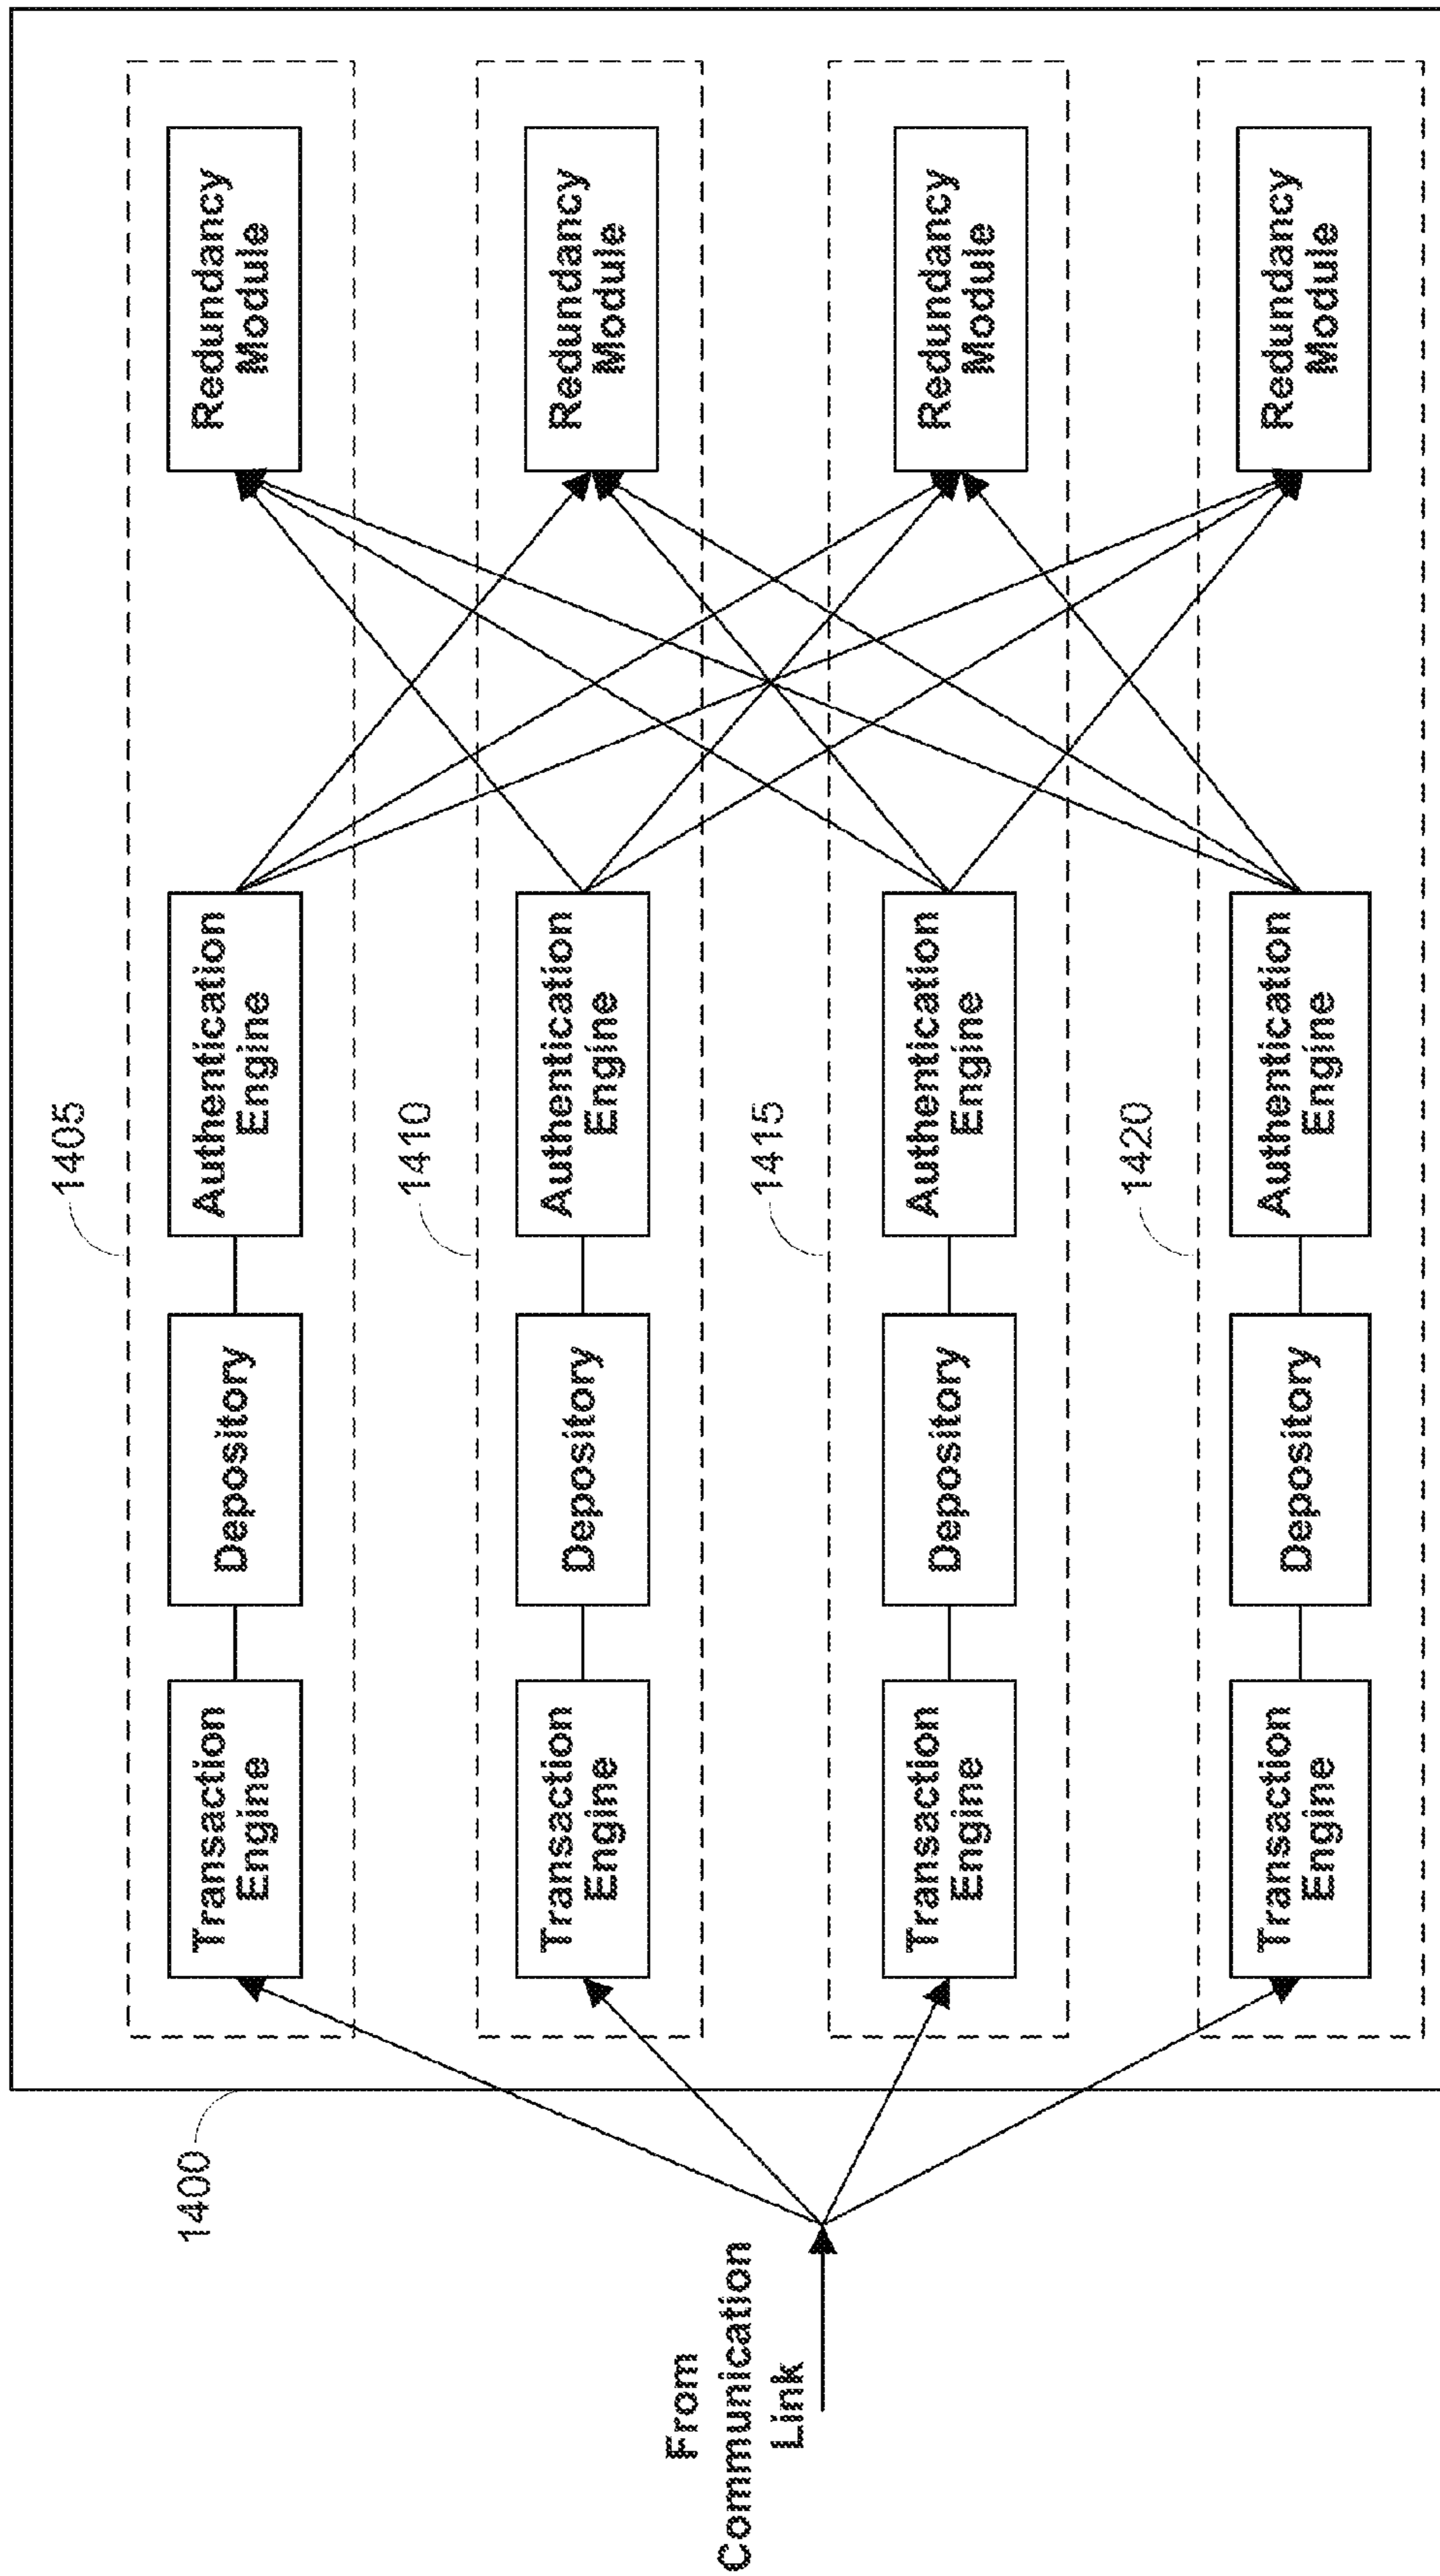 1400
From
Communication
Link
1405
Transaction
Engine
Depository
Authentication
Engine
Redundancy
Module
1410
Transaction
Engine
Depository
Authentication
Engine
Redundancy
Module
1415
Transaction
Engine
Depository
Authentication
Engine
Redundancy
Module
1420
Transaction
Engine
Depository
Authentication
Engine
Redundancy
Module